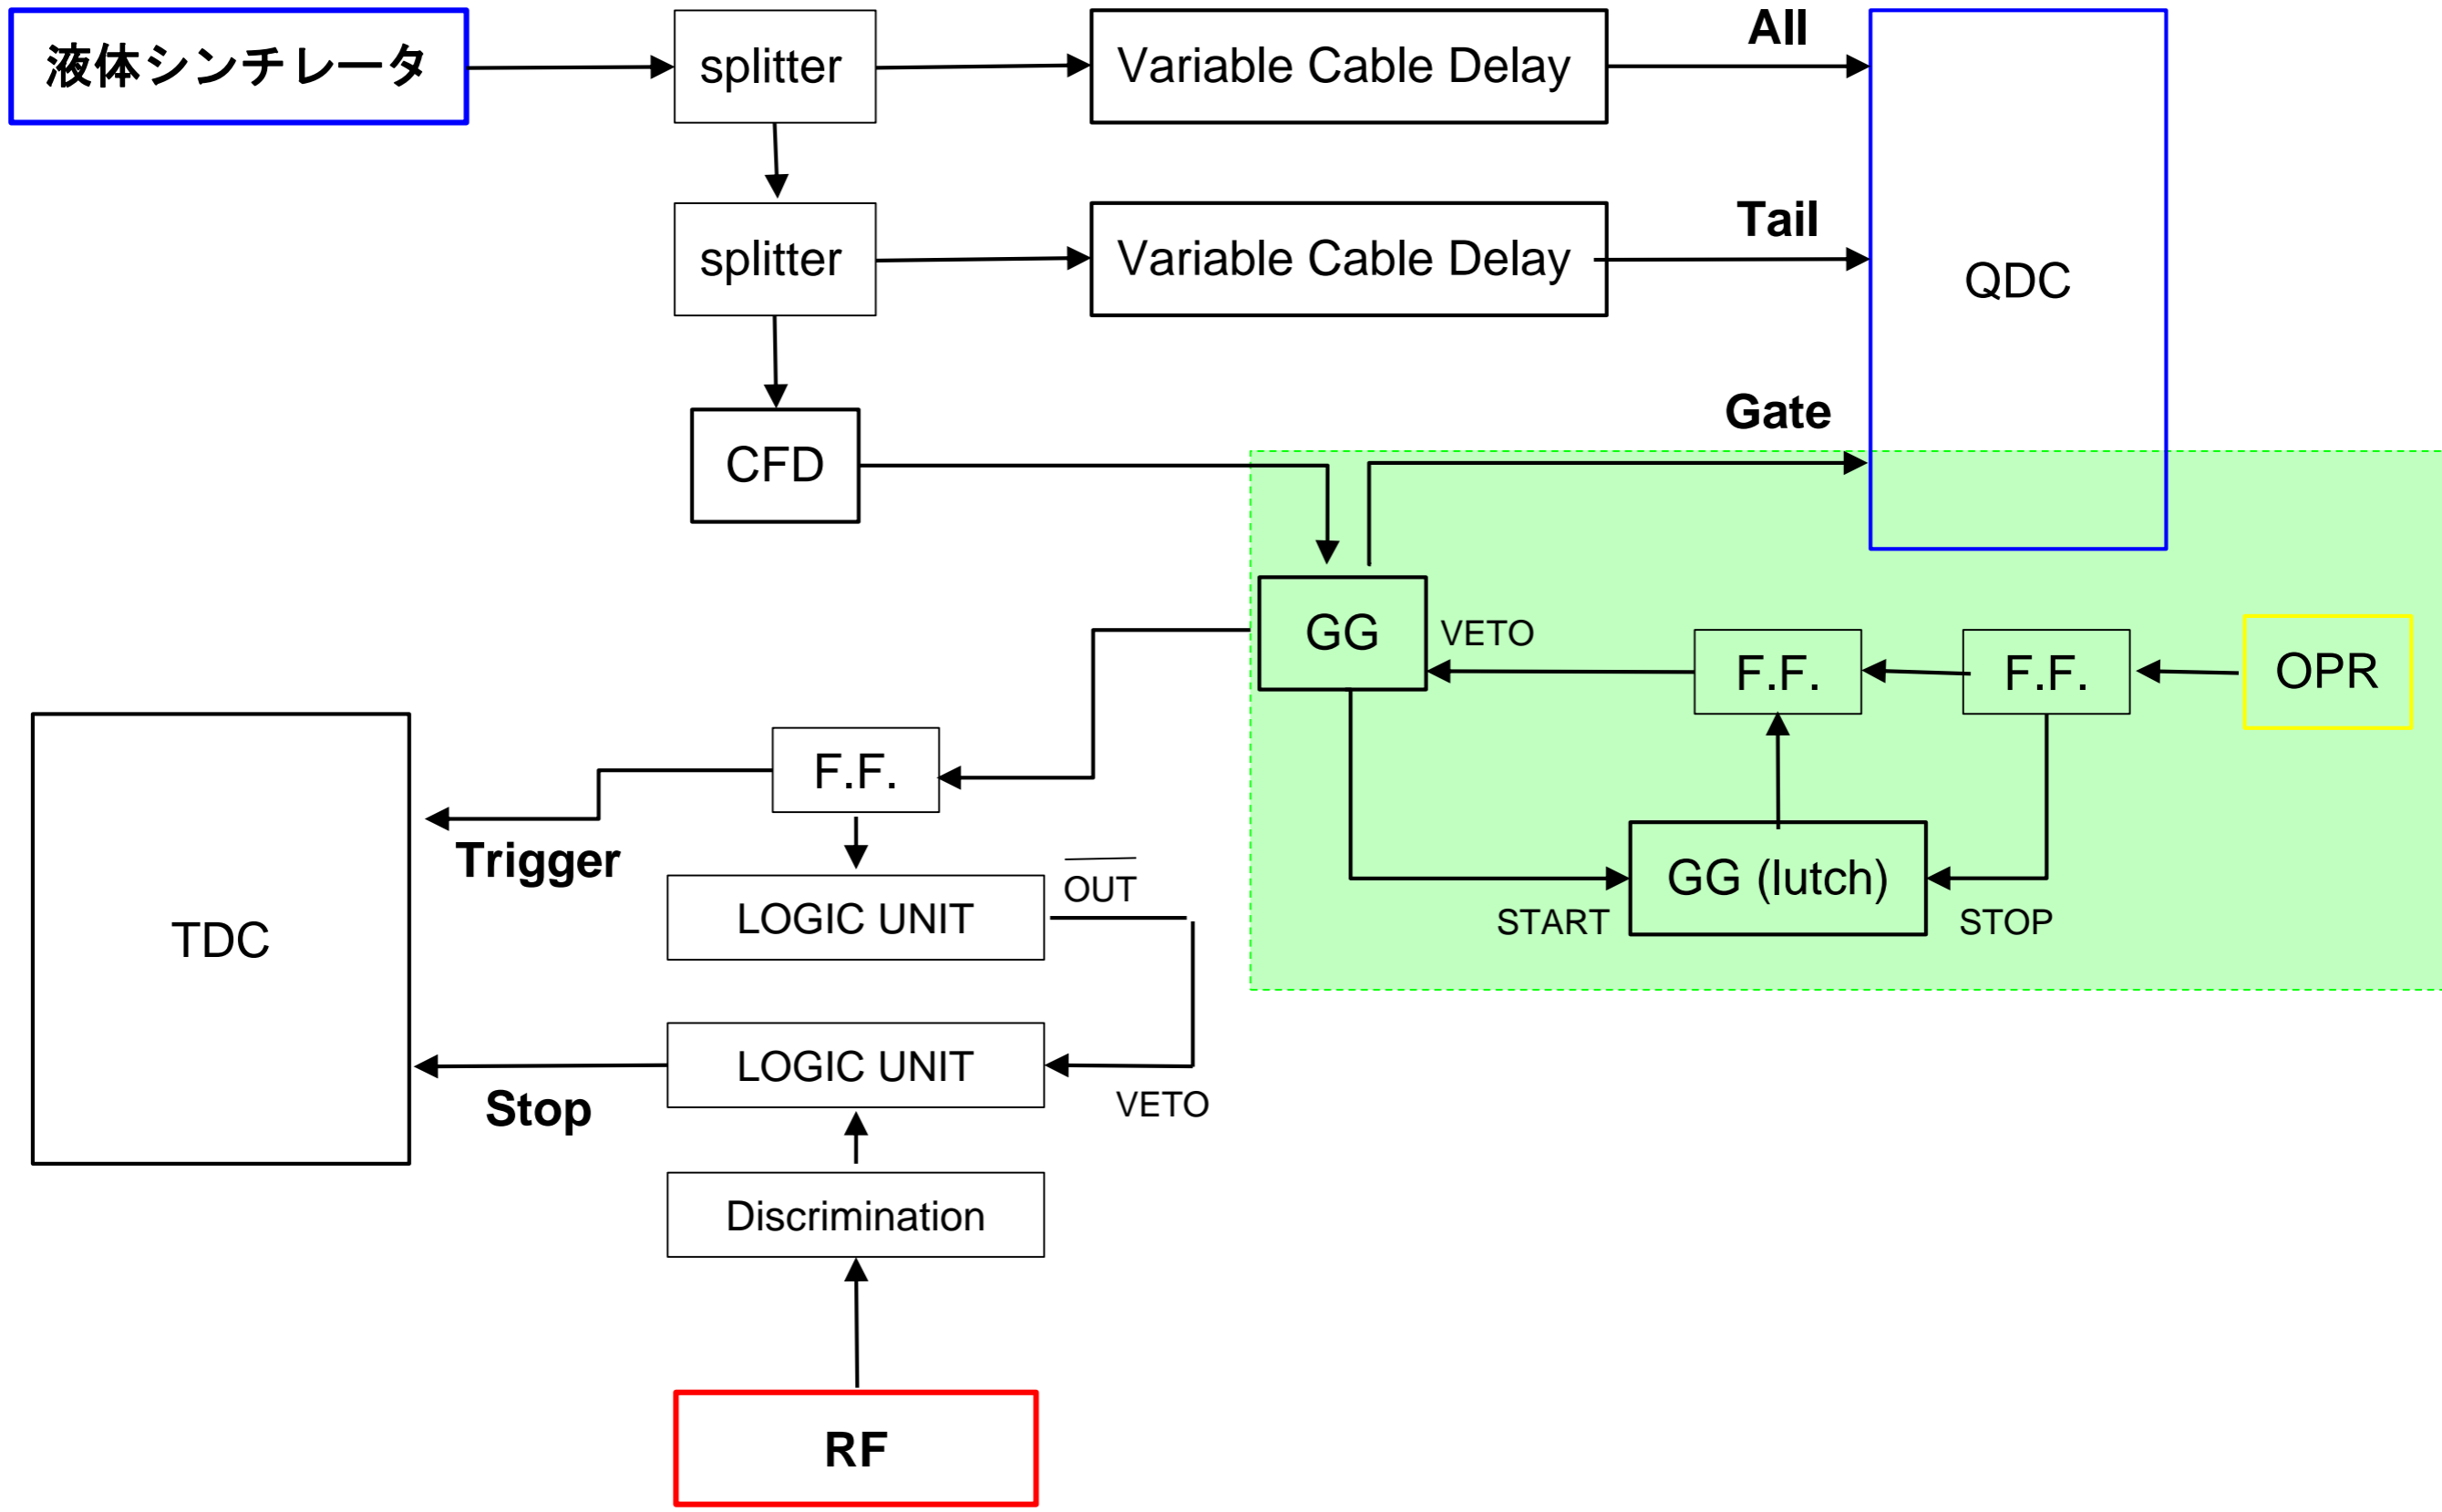 液体シンチレータ
splitter
Variable Cable Delay
All
splitter
Variable Cable Delay
Tail
QDC
CFD
Gate
GG
VETO
F.F.
F.F.
OPR
F.F.
Trigger
GG (lutch)
START
STOP
LOGIC UNIT
OUT
TDC
LOGIC UNIT
VETO
Stop
Discrimination
RF